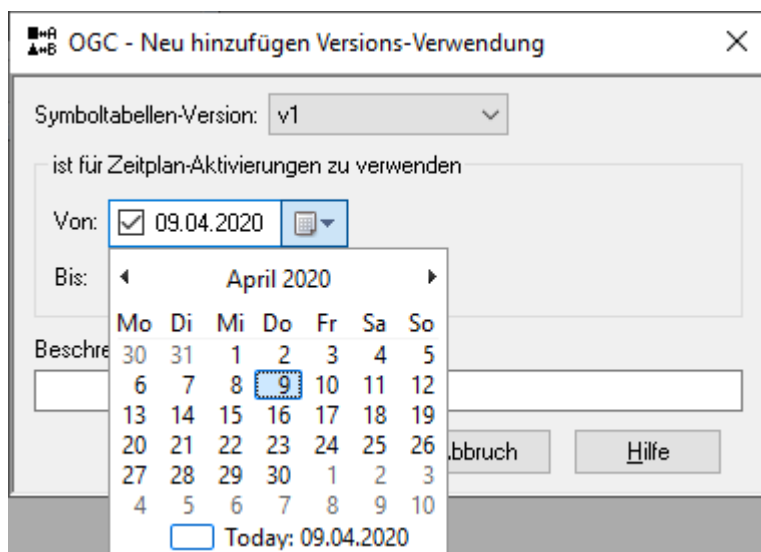 OGC - Neu hinzufügen Versions-Verwendung
Symboltabellen-Version: v1
ist für Zeitplan-Aktivierungen zu verwenden
Von: 09.04.2020
Bis:
April 2020
Mo Di Mi Do Fr Sa So
30 31 1 2 3 4 5
6 7 8 9 10 11 12
13 14 15 16 17 18 19
20 21 22 23 24 25 26
27 28 29 30 1 2 3
4 5 6 7 8 9 10
Today: 09.04.2020
Hilfe